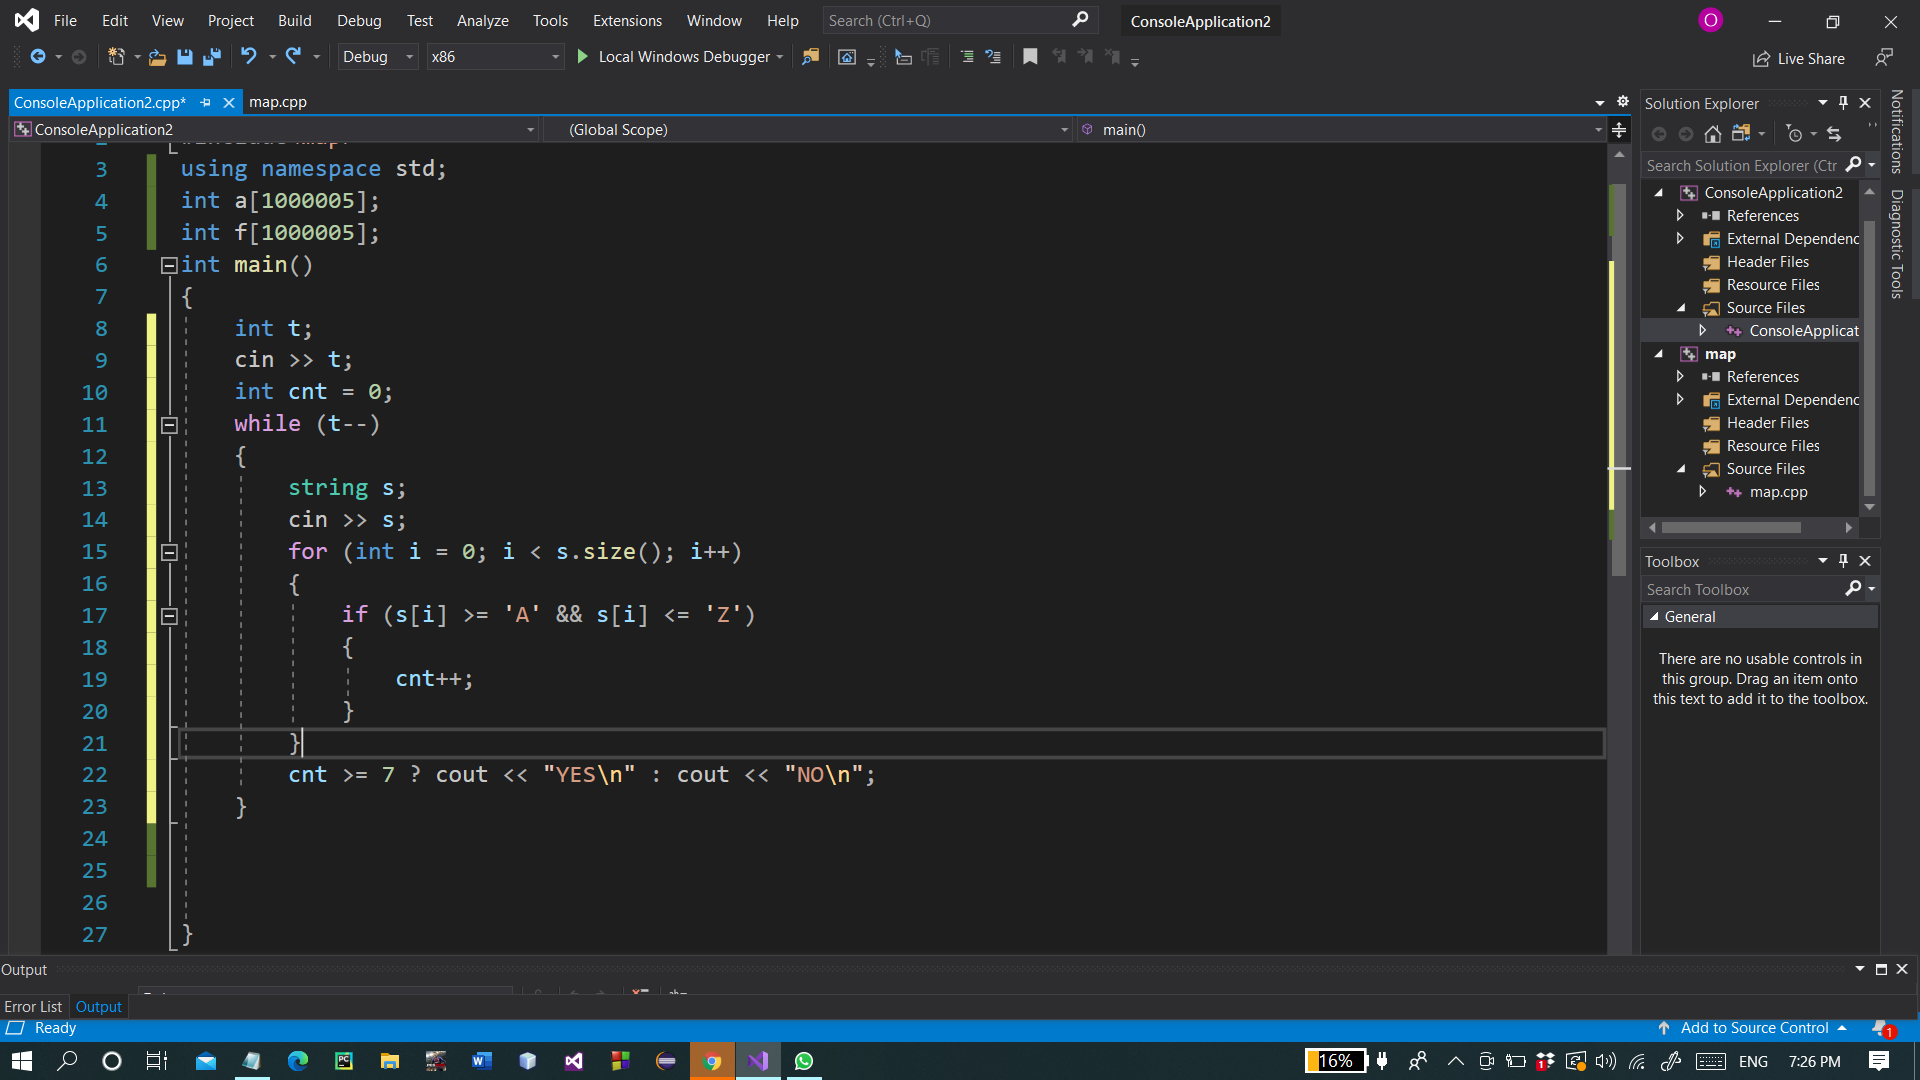 File Edit View Project Build Debug Test Analyze Tools Extensions Window Help Search (Ctrl+Q) ConsoleApplication2 O
Debug x86 Local Windows Debugger Live Share
ConsoleApplication2.cpp* map.cpp
ConsoleApplication2 (Global Scope) main()
3 using namespace std;
4 int a[1000005];
5 int f[1000005];
6 int main()
7 {
8 int t;
9 cin >> t;
10 int cnt = 0;
11 while (t--)
12 {
13 string s;
14 cin >> s;
15 for (int i = 0; i < s.size(); i++)
16 {
17 if (s[i] >= 'A' && s[i] <= 'Z')
18 {
19 cnt++;
20 }
21 }
22 cnt >= 7 ? cout << "YES\n" : cout << "NO\n";
23 }
24
25
26
27 }
Solution Explorer
Search Solution Explorer (Ctr
ConsoleApplication2
References
External Dependenc
Header Files
Resource Files
Source Files
ConsoleApplicat
map
References
External Dependenc
Header Files
Resource Files
Source Files
map.cpp
Toolbox
Search Toolbox
General
There are no usable controls in
this group. Drag an item onto
this text to add it to the toolbox.
Notifications
Diagnostic Tools
Output
Error List Output
Ready Add to Source Control 1
16% ENG 7:26 PM